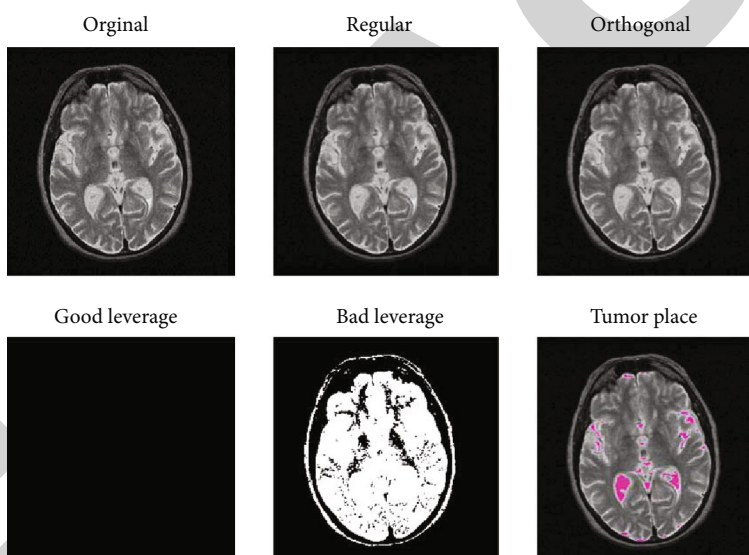 Orginal
Regular
Orthogonal
Good leverage
Bad leverage
Tumor place